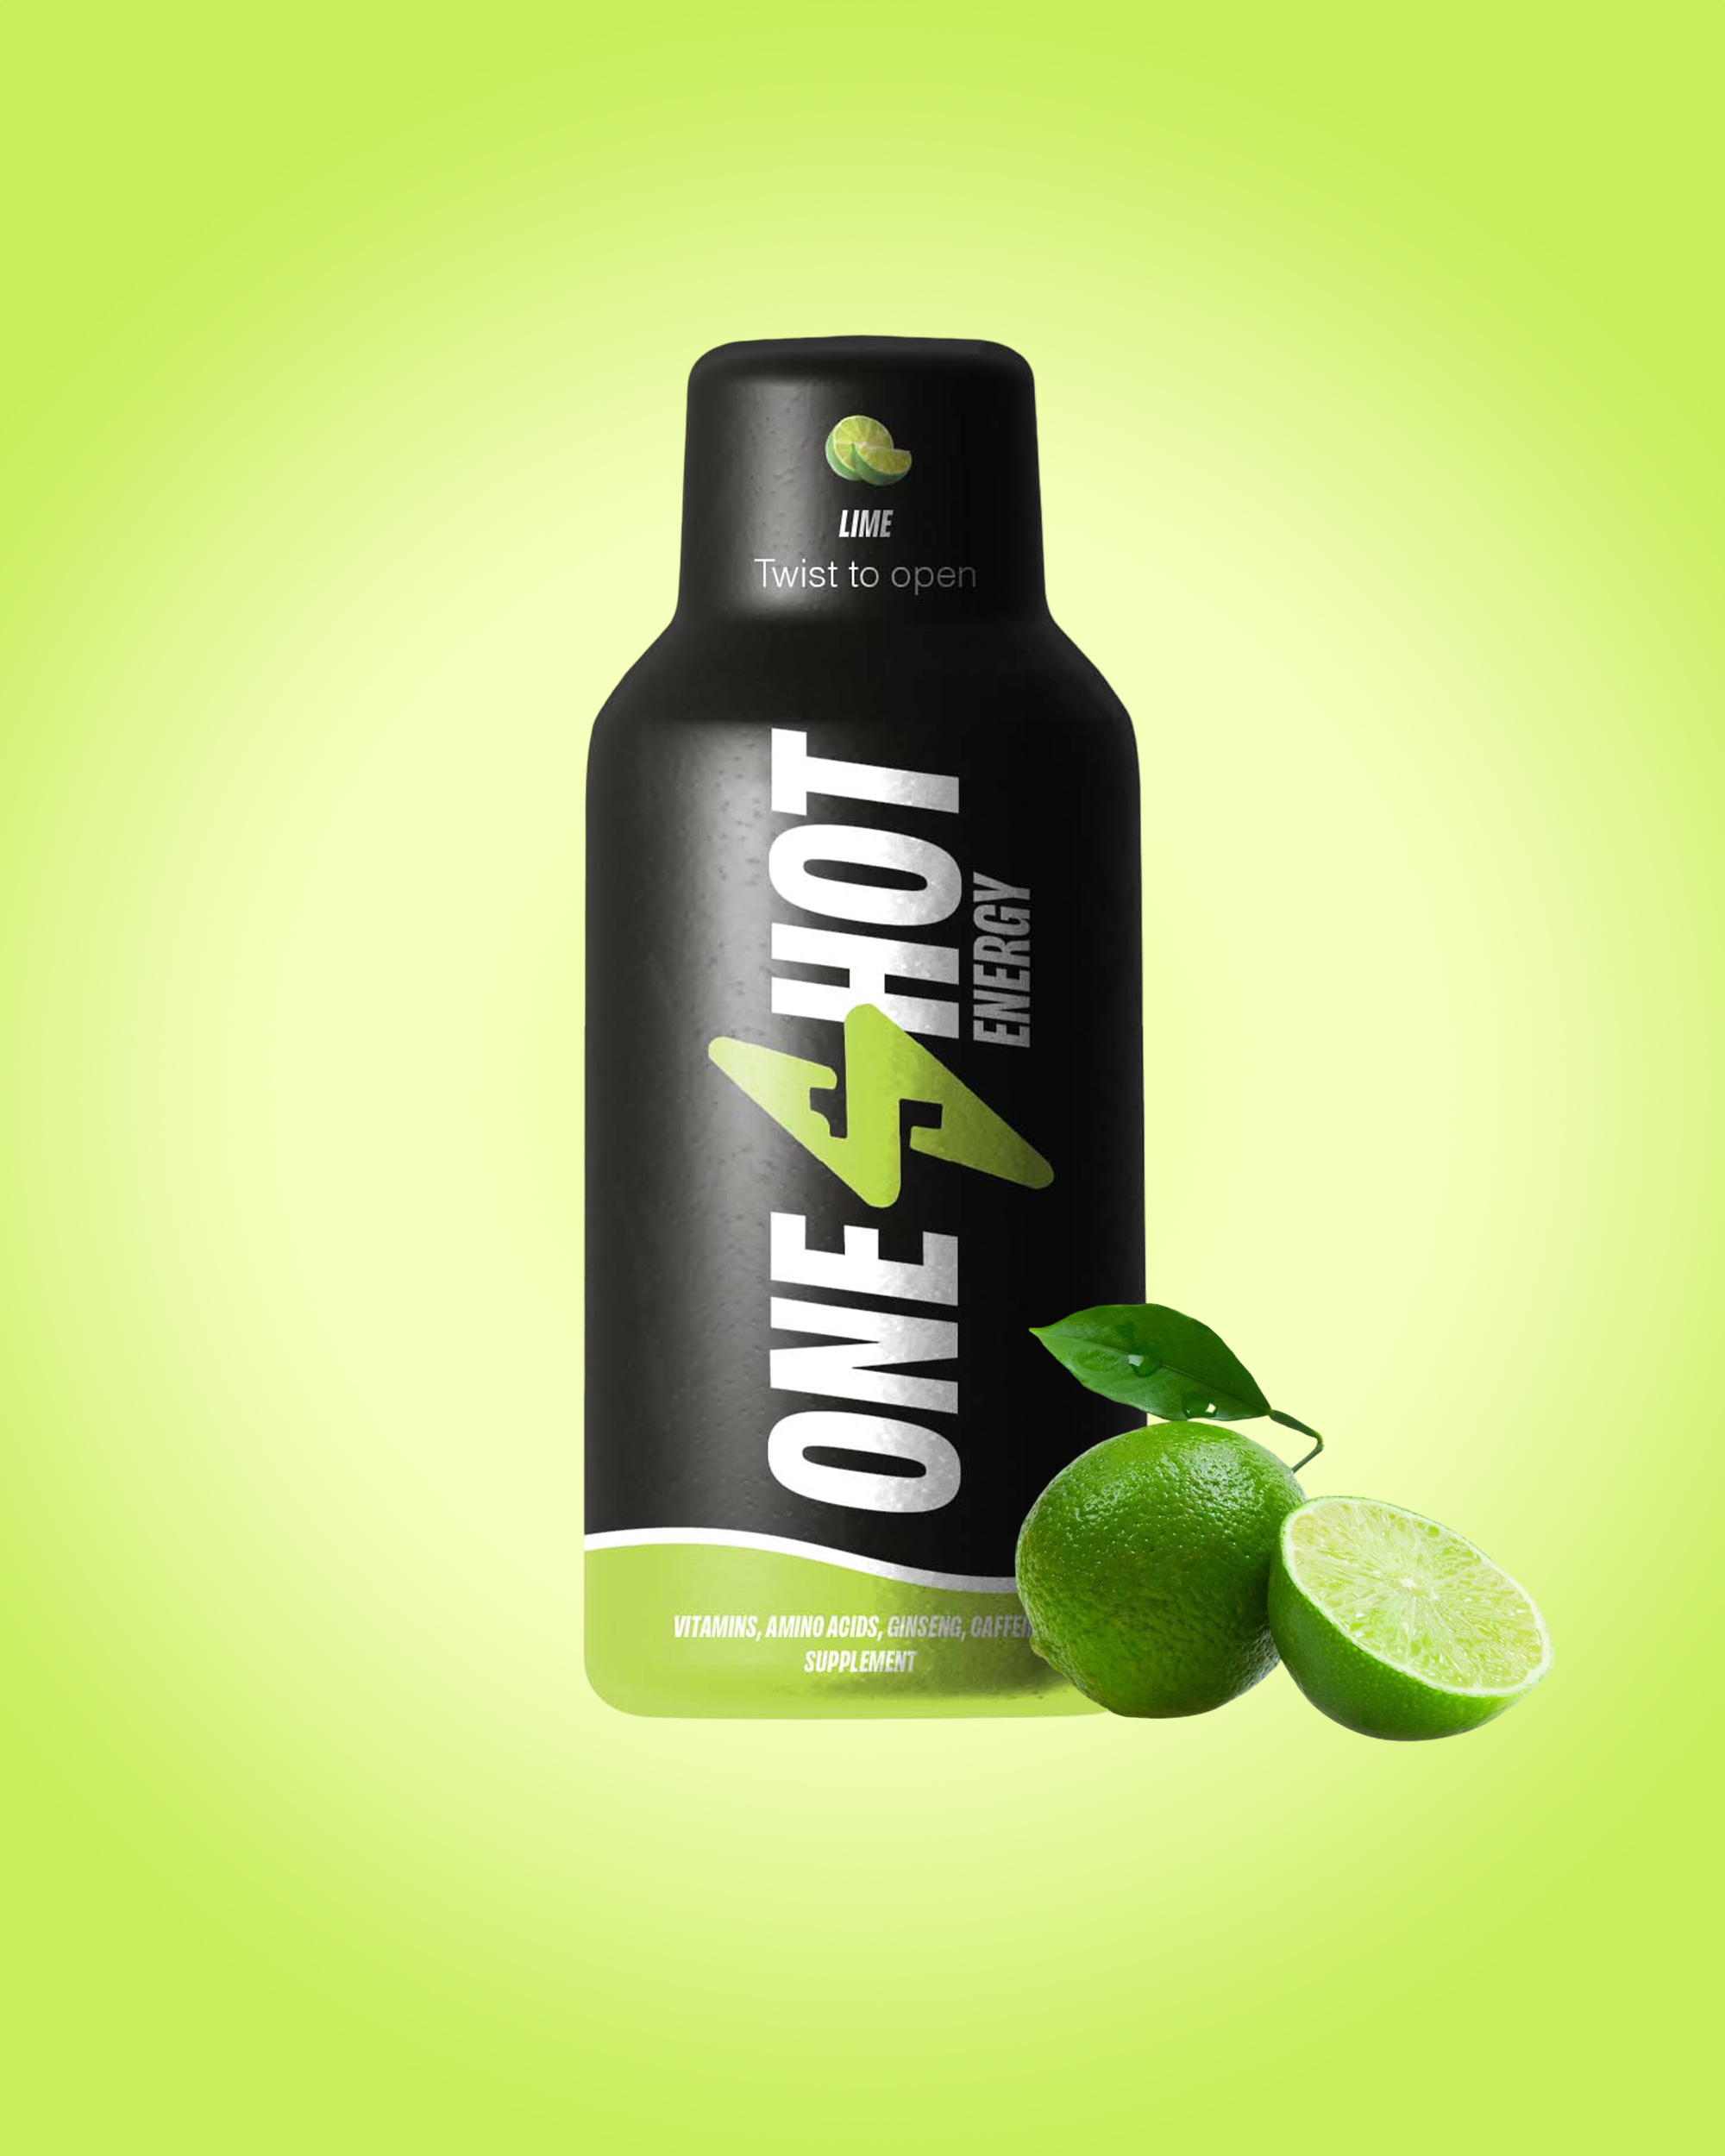 LIME
Twist to open
ONE SHOT
ENERGY
VITAMINS, AMINO ACIDS, GINSENG,
SUPPLEMENT